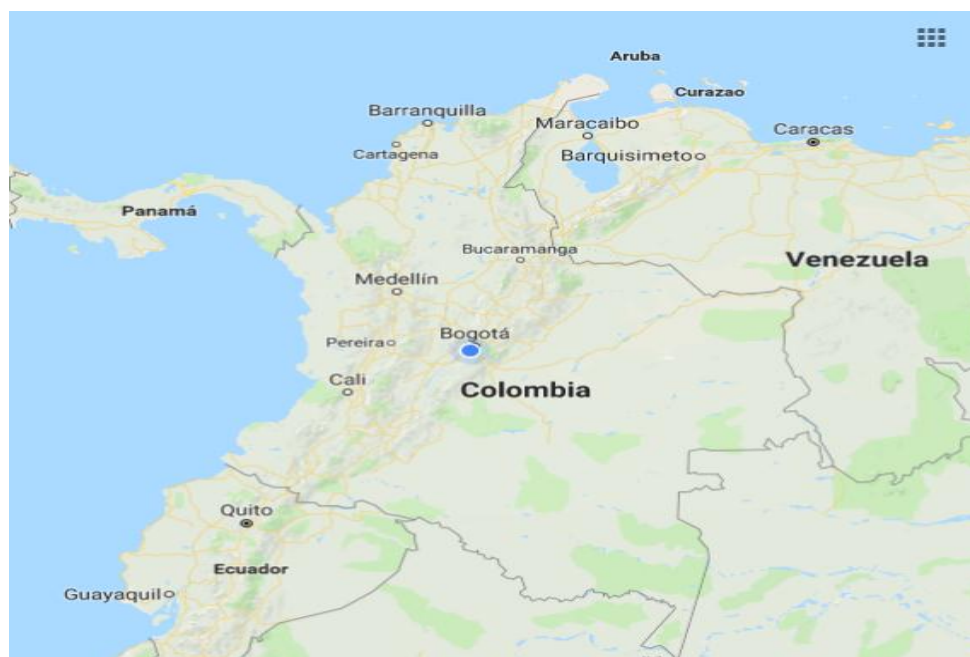 Aruba
Curazao
Barranquilla
Maracaibo
Caracas
Cartagena
Barquisimeto
Panamá
Bucaramanga
Venezuela
Medellín
Bogotá
Pereira
Cali
Colombia
Quito
Ecuador
Guayaquil